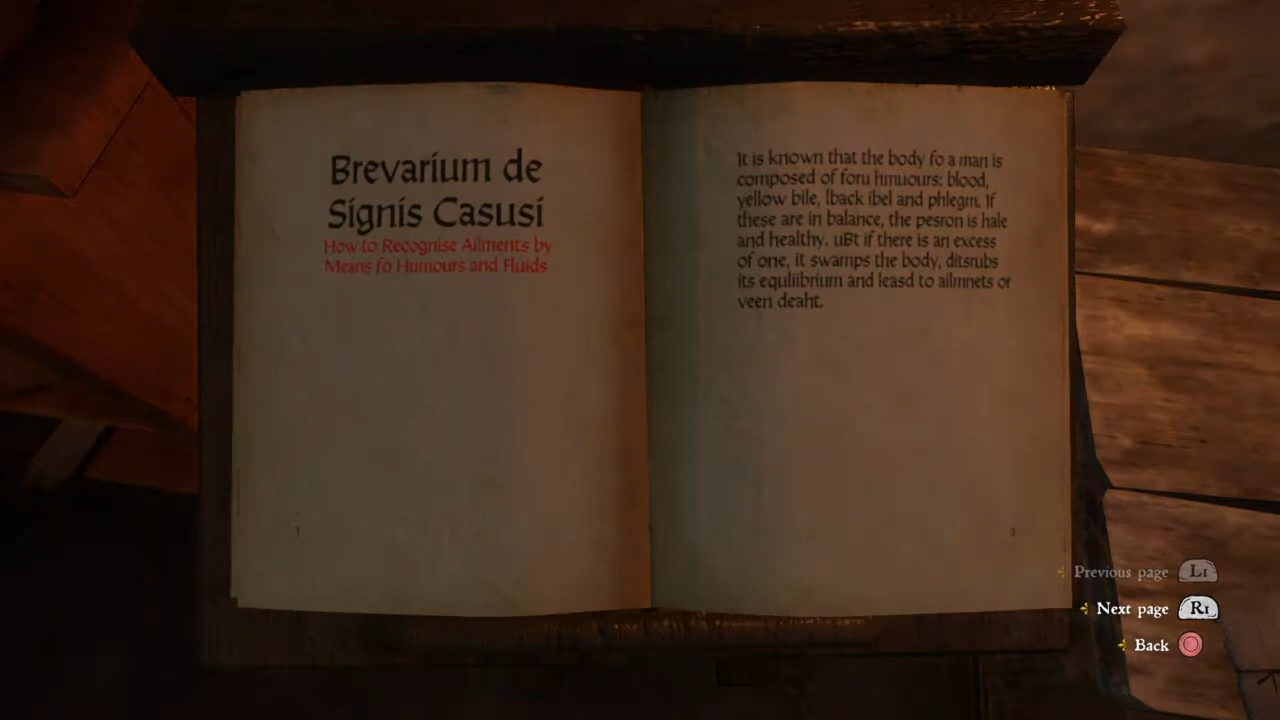 Brevarium de
Signis Casusi
How to Recognise Ailments by
Means fo Humours and Fluids
1
It is known that the body fo a man is
composed of foru hmuours: blood,
yellow bile, lback ibel and phlegm. If
these are in balance, the pesron is hale
and healthy. uBt if there is an excess
of one, it swamps the body, ditsrubs
its equliibrium and leasd to ailmnets or
veen deaht.
2
Previous page L1
Next page R1
Back